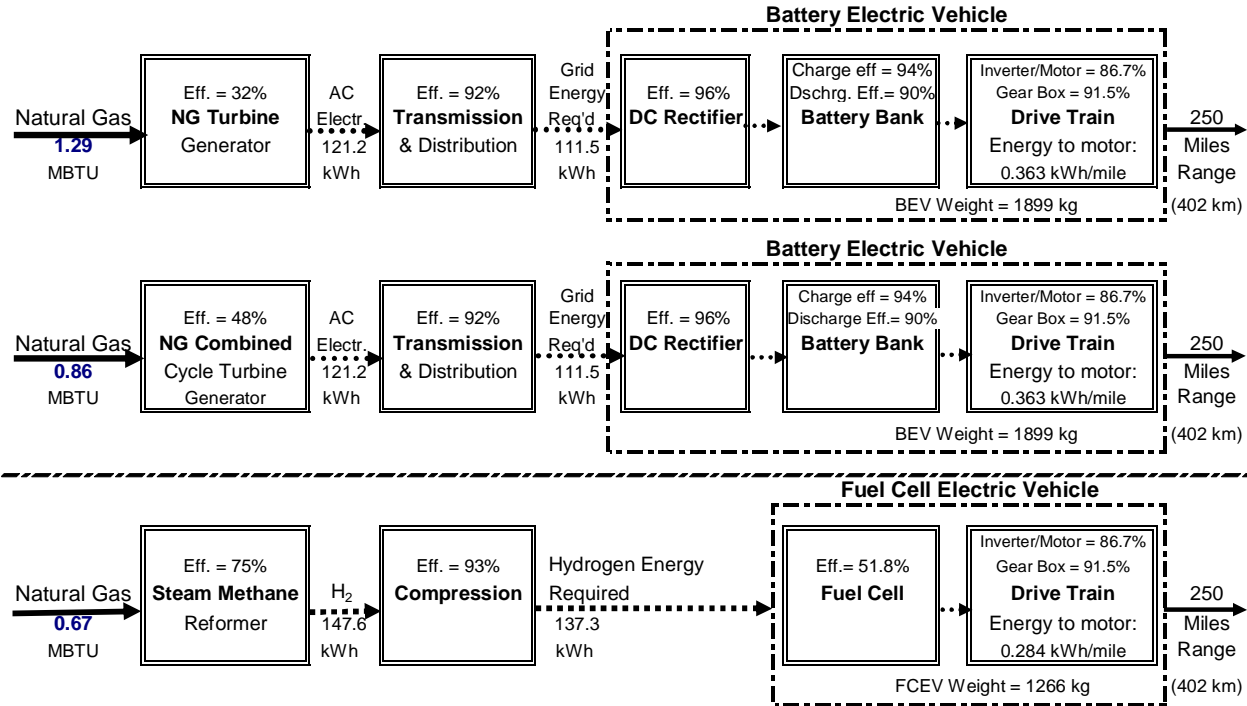 Battery Electric Vehicle
Natural Gas
1.29
MBTU
Eff. = 32%
NG Turbine
Generator
AC
Electr.
121.2
kWh
Eff. = 92%
Transmission
& Distribution
Grid
Energy
Req'd
111.5
kWh
Eff. = 96%
DC Rectifier
Charge eff = 94%
Dschrg. Eff.= 90%
Battery Bank
Inverter/Motor = 86.7%
Gear Box = 91.5%
Drive Train
Energy to motor:
0.363 kWh/mile
BEV Weight = 1899 kg
250
Miles
Range
(402 km)
Battery Electric Vehicle
Natural Gas
0.86
MBTU
Eff. = 48%
NG Combined
Cycle Turbine
Generator
AC
Electr.
121.2
kWh
Eff. = 92%
Transmission
& Distribution
Grid
Energy
Req'd
111.5
kWh
Eff. = 96%
DC Rectifier
Charge eff = 94%
Discharge Eff.= 90%
Battery Bank
Inverter/Motor = 86.7%
Gear Box = 91.5%
Drive Train
Energy to motor:
0.363 kWh/mile
BEV Weight = 1899 kg
250
Miles
Range
(402 km)
Fuel Cell Electric Vehicle
Natural Gas
0.67
MBTU
Eff. = 75%
Steam Methane
Reformer
H2
147.6
kWh
Eff. = 93%
Compression
Hydrogen Energy
Required
137.3
kWh
Eff.= 51.8%
Fuel Cell
Inverter/Motor = 86.7%
Gear Box = 91.5%
Drive Train
Energy to motor:
0.284 kWh/mile
FCEV Weight = 1266 kg
250
Miles
Range
(402 km)